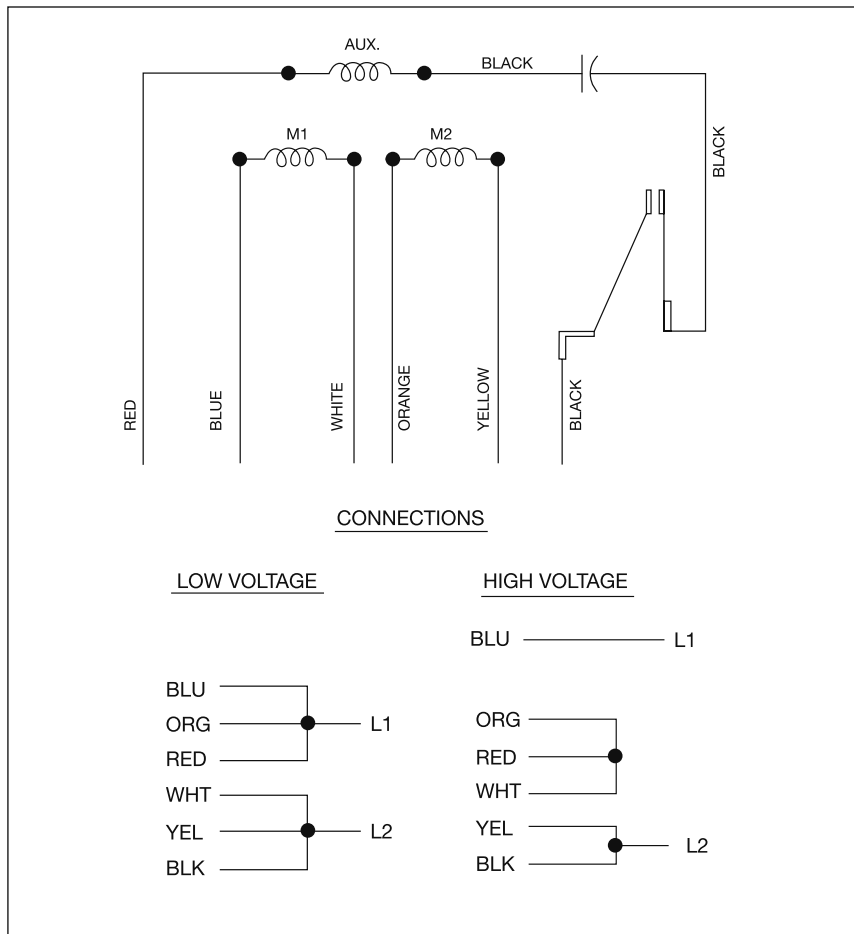 AUX.
BLACK
BLACK
M1
M2
RED
BLUE
WHITE
ORANGE
YELLOW
BLACK
CONNECTIONS
LOW VOLTAGE
BLU
ORG
L1
RED
WHT
YEL
L2
BLK
HIGH VOLTAGE
BLU
L1
ORG
RED
WHT
YEL
L2
BLK